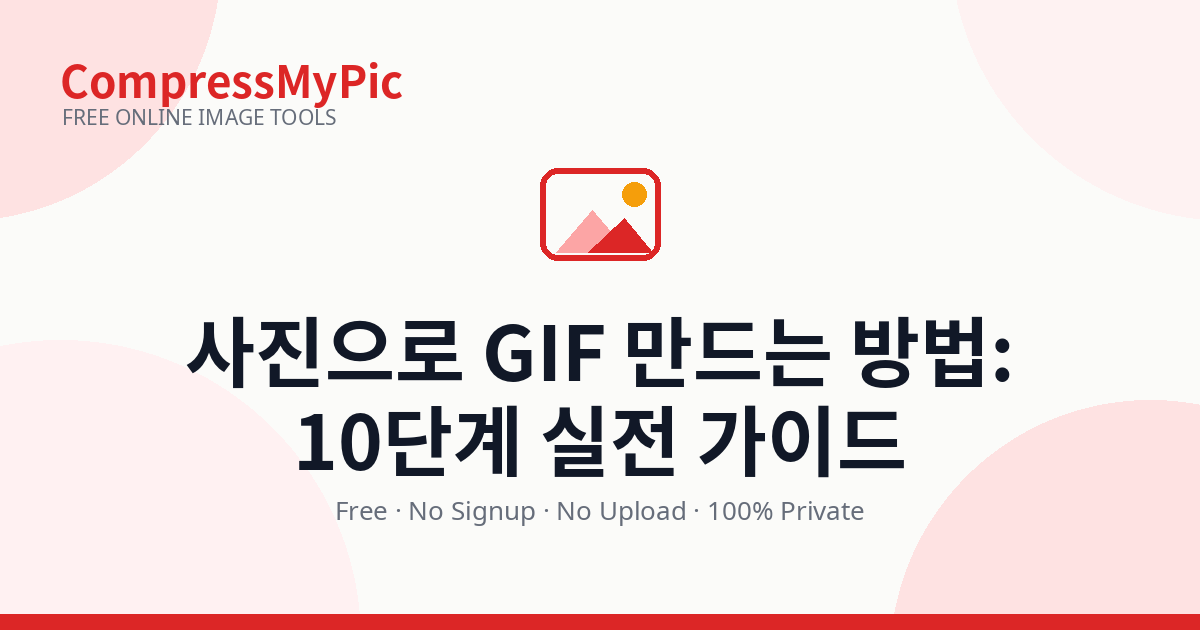 CompressMyPic
FREE ONLINE IMAGE TOOLS
사진으로 GIF 만드는 방법:
10단계 실전 가이드
Free · No Signup · No Upload · 100% Private